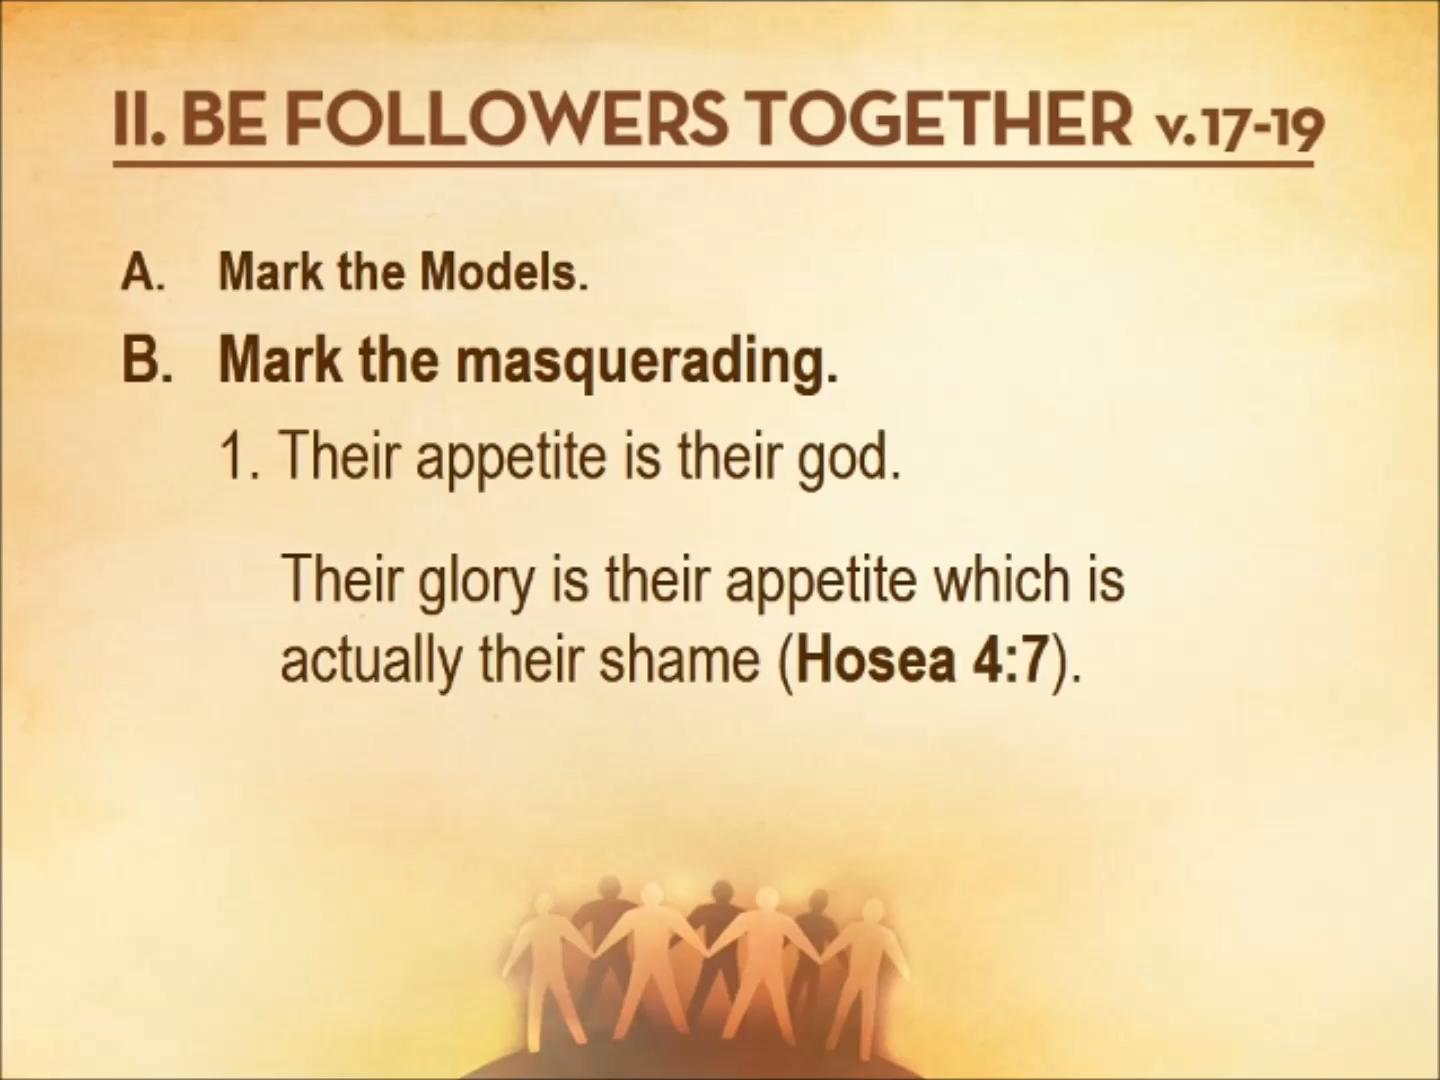 II. BE FOLLOWERS TOGETHER v.17-19
A. Mark the Models.
B. Mark the masquerading.
1. Their appetite is their god.
Their glory is their appetite which is
actually their shame (Hosea 4:7).